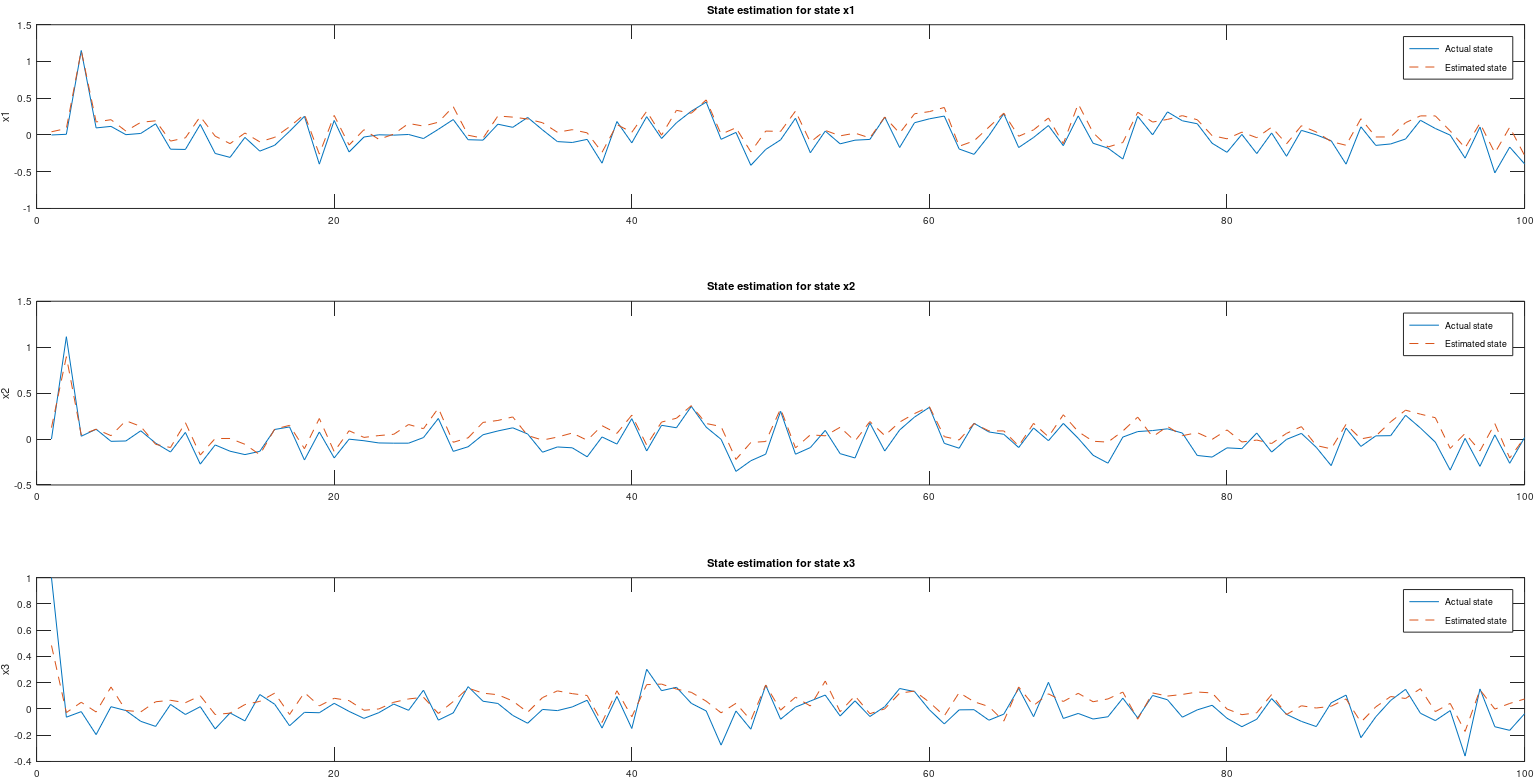 State estimation for state x1
1.5
Actual state
1
Estimated state
0.5
x1
0
-0.5
-1
0 20 40 60 80 100
State estimation for state x2
1.5
Actual state
1
Estimated state
x2
0.5
0
-0.5
0 20 40 60 80 100
State estimation for state x3
1
Actual state
0.8
Estimated state
0.6
0.4
x3
0.2
0
-0.2
-0.4
0 20 40 60 80 100